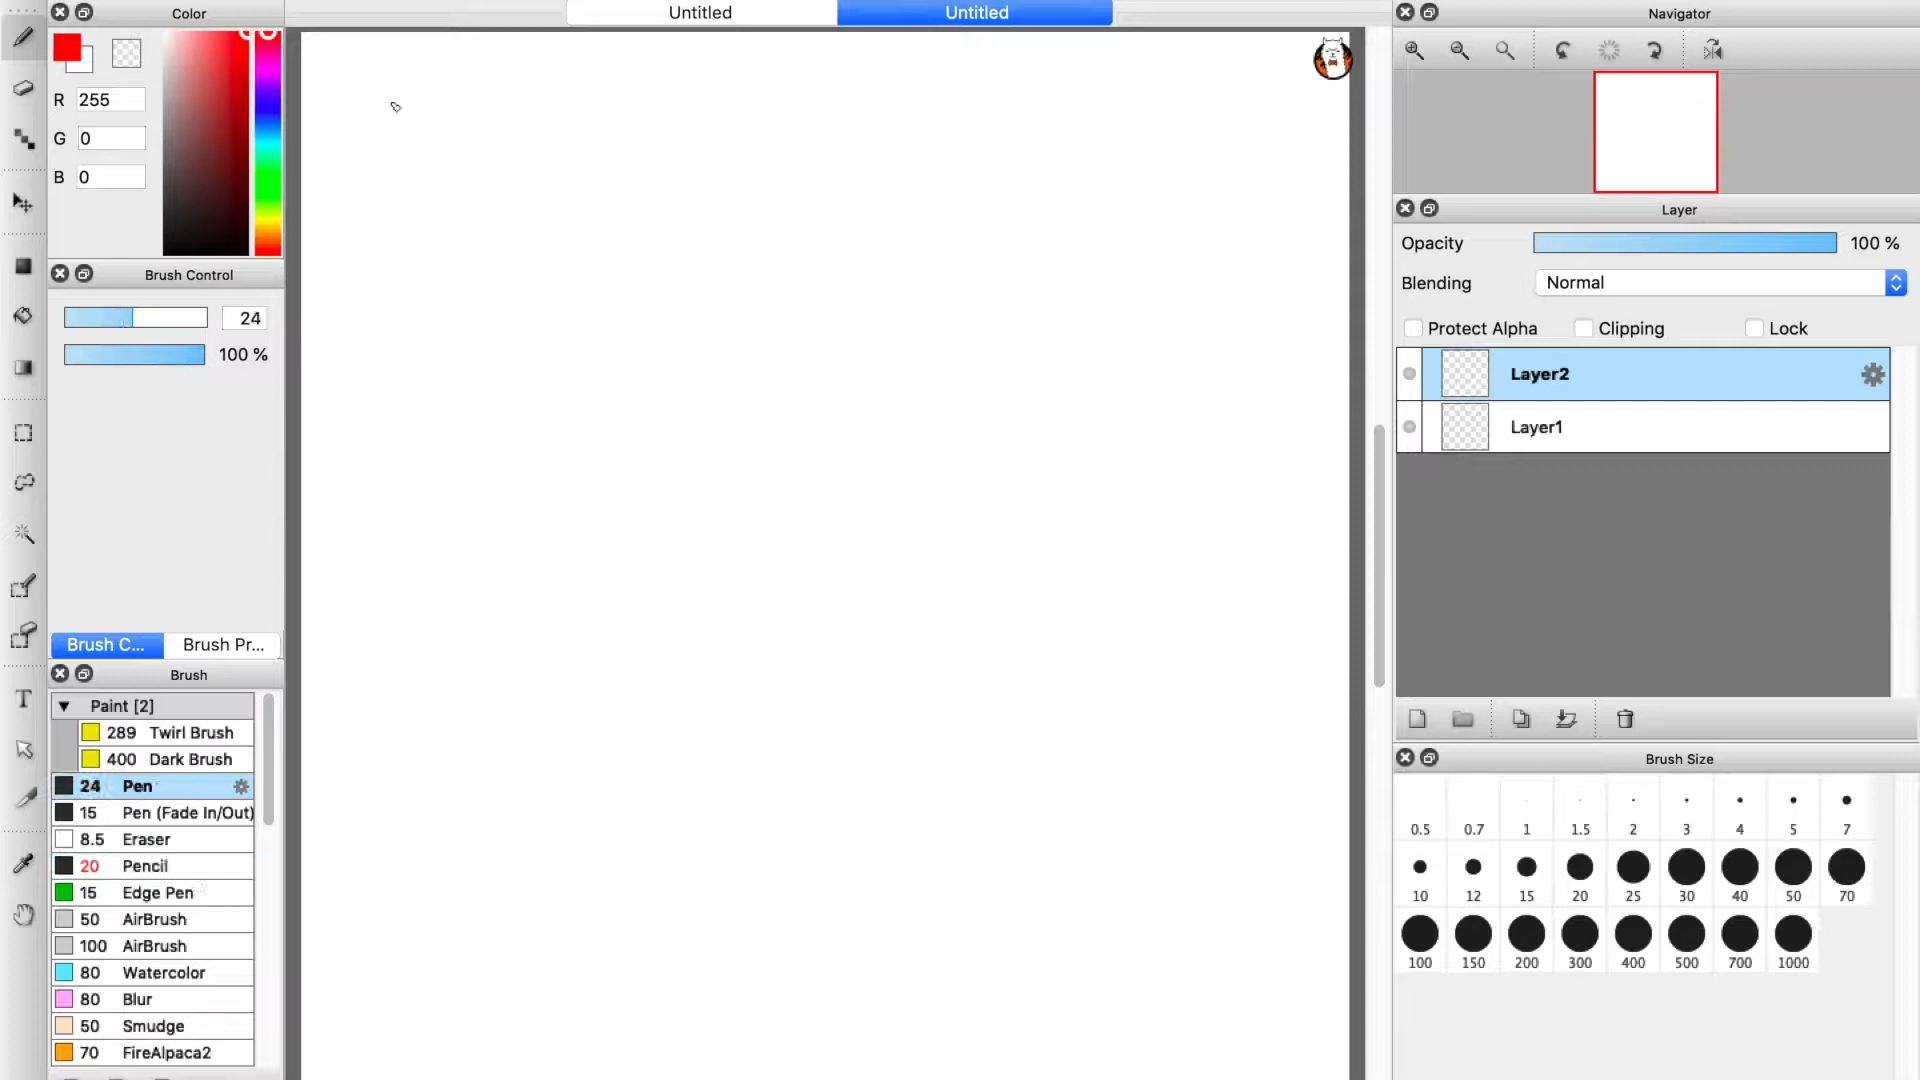 Color
R 255
G 0
B 0
Brush Control
24
100 %
Brush C...
Brush Pr...
Brush
Paint [2]
289 Twirl Brush
400 Dark Brush
24 Pen
15 Pen (Fade In/Out)
8.5 Eraser
20 Pencil
15 Edge Pen
50 AirBrush
100 AirBrush
80 Watercolor
80 Blur
50 Smudge
70 FireAlpaca2
T
Untitled
Untitled
Navigator
Layer
Opacity 100 %
Blending Normal
Protect Alpha Clipping Lock
Layer2
Layer1
Brush Size
0.5 0.7 1 1.5 2 3 4 5 7
10 12 15 20 25 30 40 50 70
100 150 200 300 400 500 700 1000